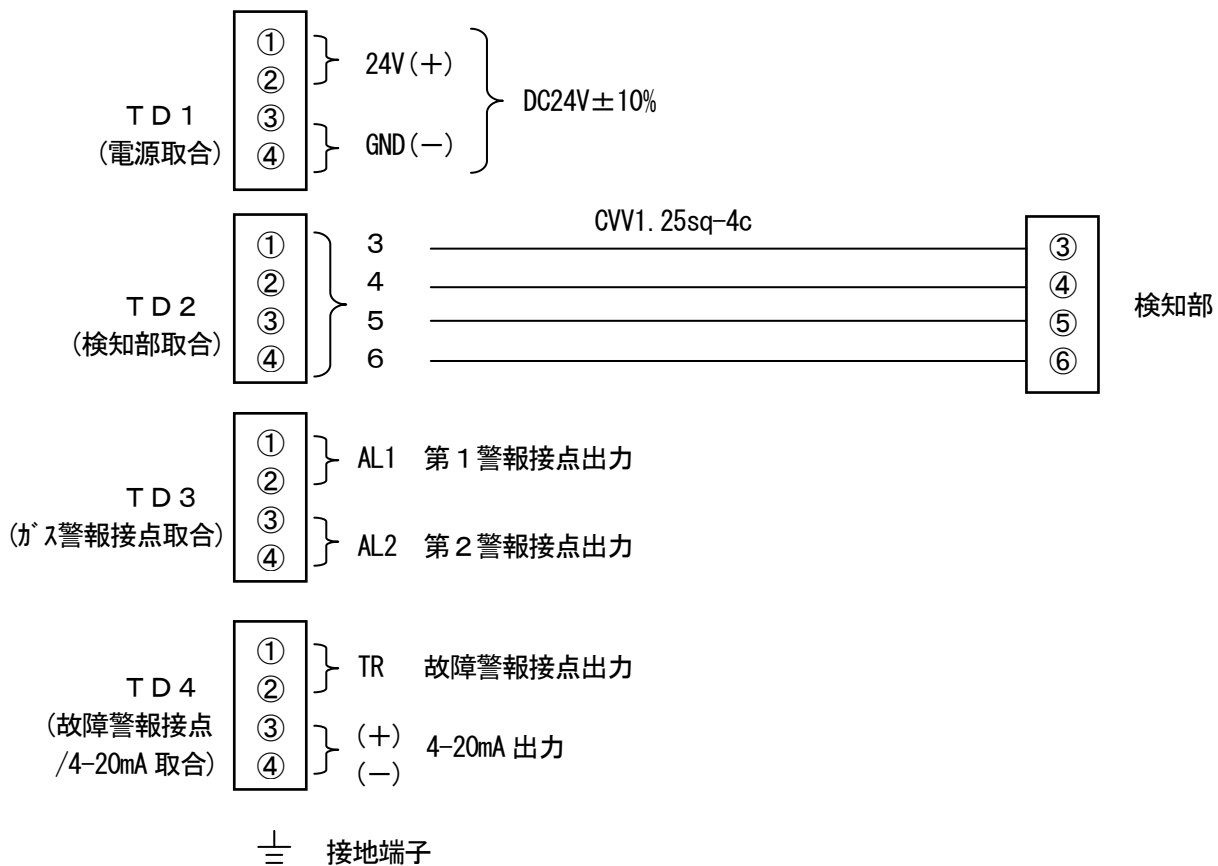 TD1
(電源取合)
①
②
③
④
24V(+)
GND(-)
DC24V±10%
TD2
(検知部取合)
①
②
③
④
3
4
5
6
CVV1.25sq-4c
③
④
⑤
⑥
検知部
TD3
(ガス警報接点取合)
①
②
③
④
AL1 第1警報接点出力
AL2 第2警報接点出力
TD4
(故障警報接点
/4-20mA 取合)
①
②
③
④
TR 故障警報接点出力
(+)
(-)
4-20mA 出力
接地端子